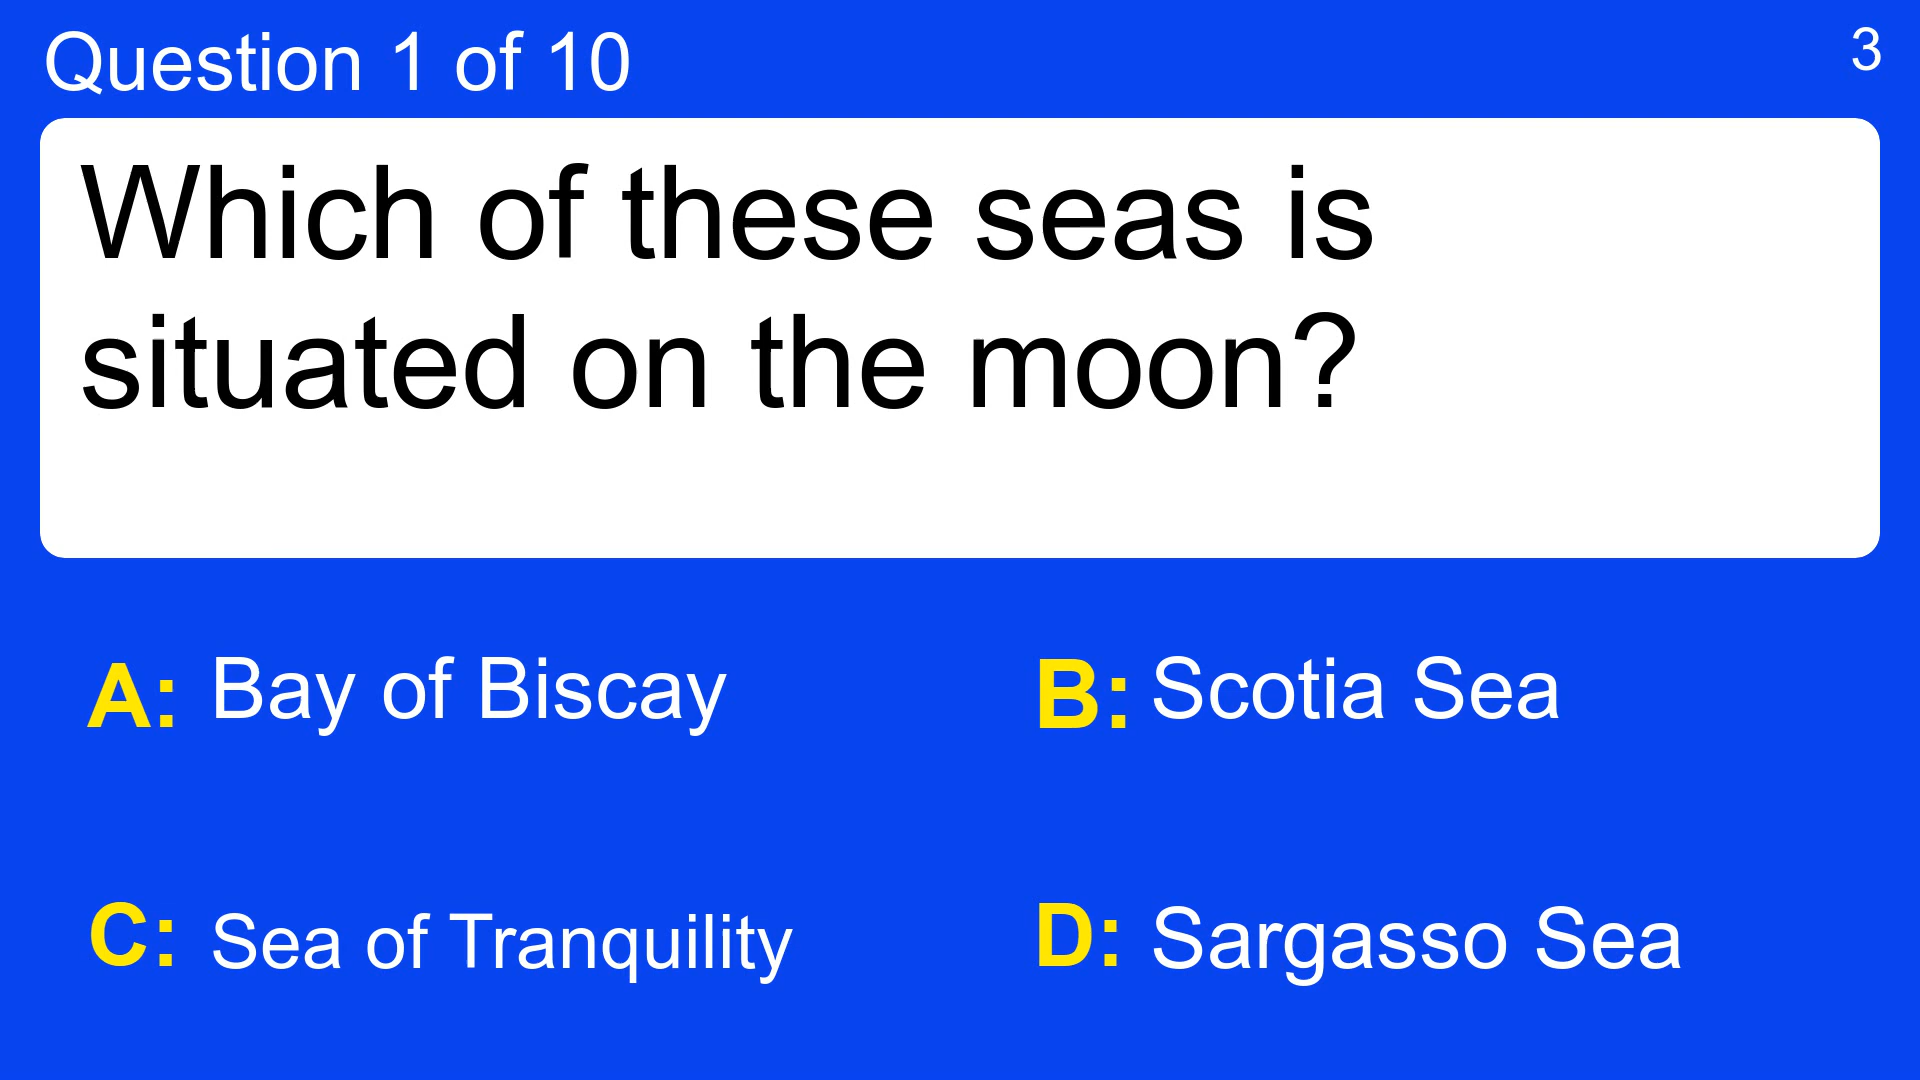 Question 1 of 10
3
Which of these seas is
situated on the moon?
A: Bay of Biscay
B: Scotia Sea
C: Sea of Tranquility
D: Sargasso Sea